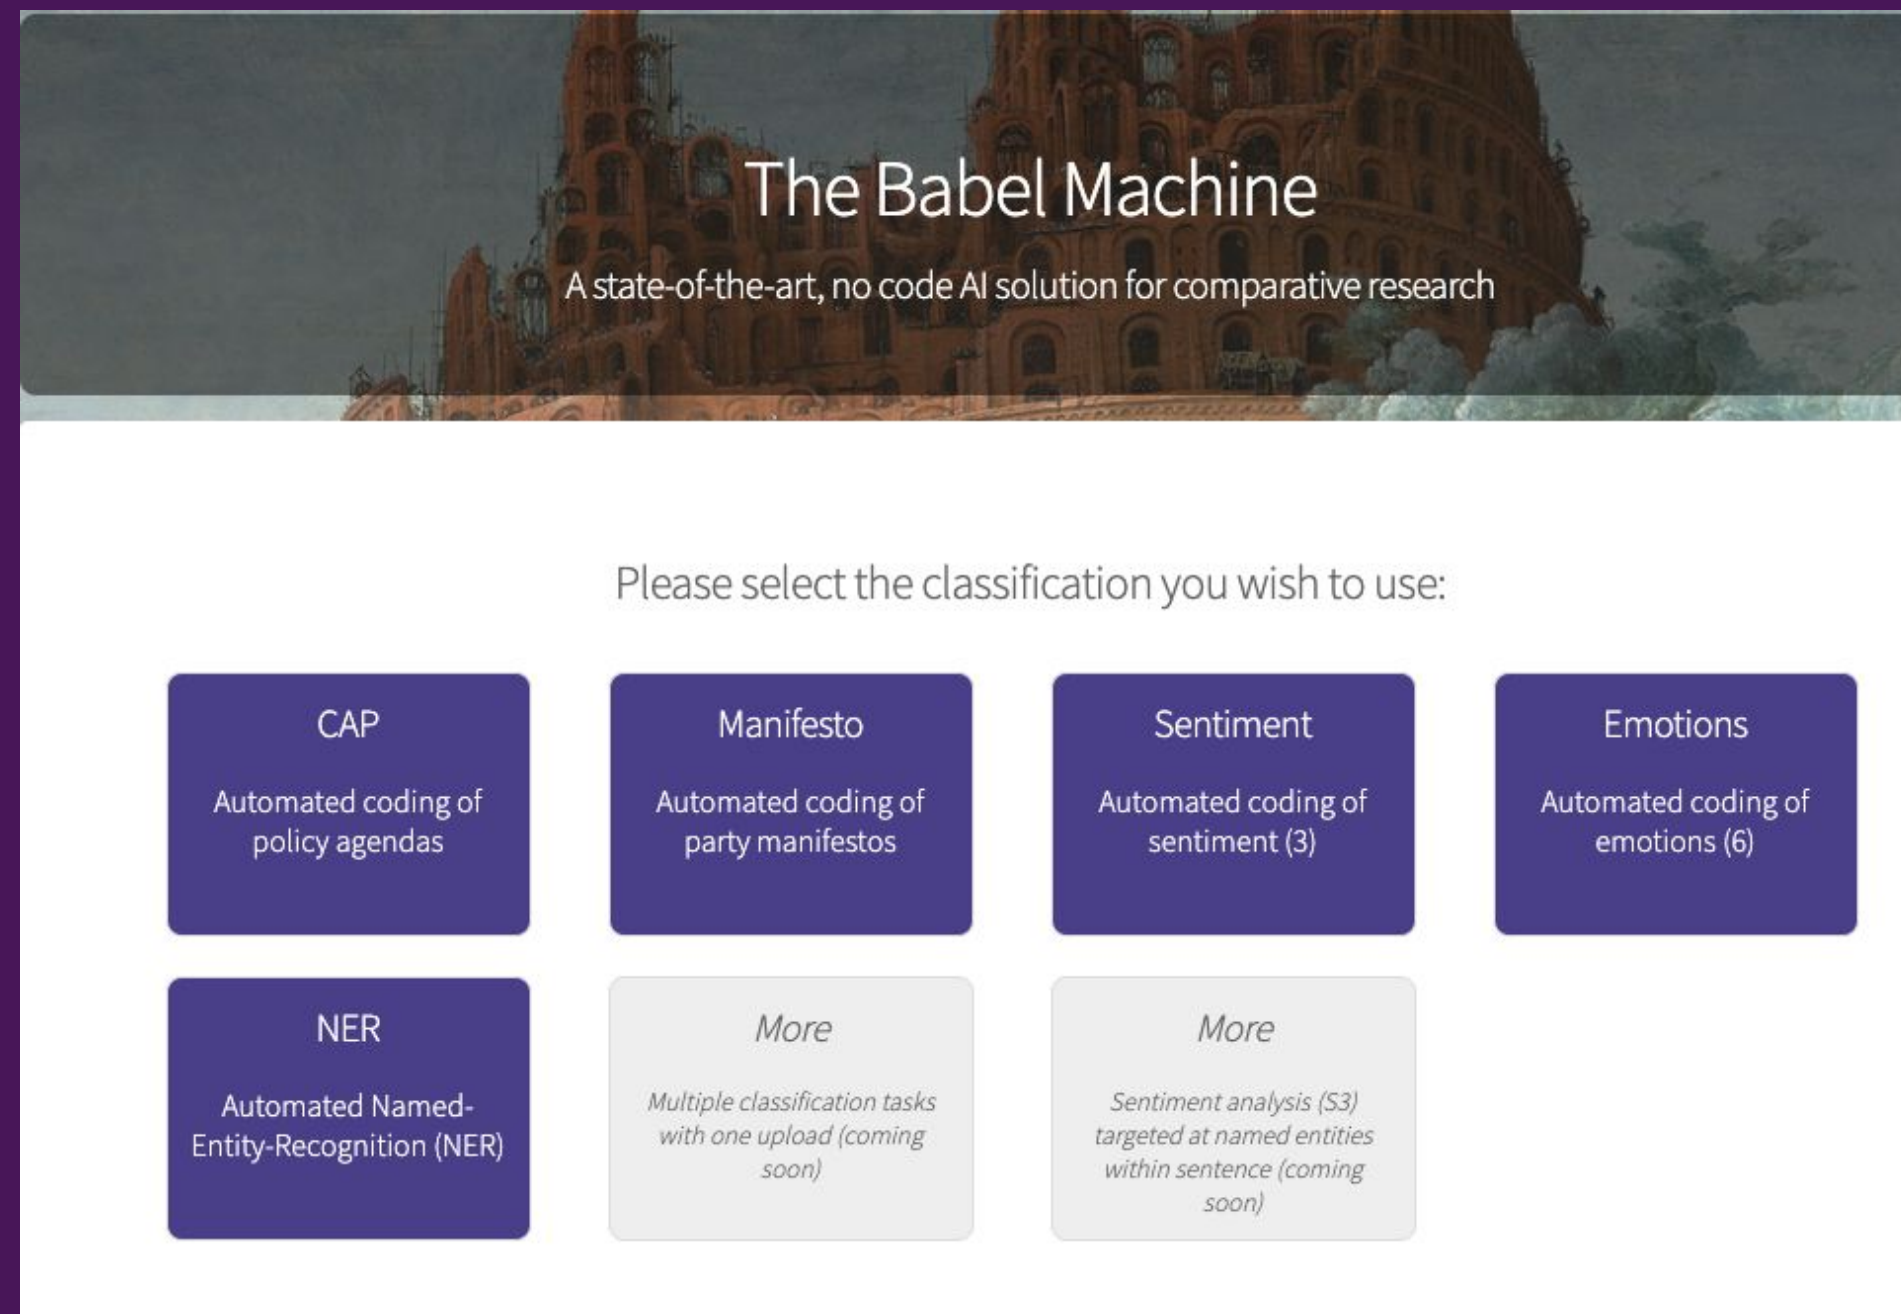 The Babel Machine
A state-of-the-art, no code AI solution for comparative research
Please select the classification you wish to use:
CAP
Automated coding of
policy agendas
Manifesto
Automated coding of
party manifestos
Sentiment
Automated coding of
sentiment (3)
Emotions
Automated coding of
emotions (6)
NER
Automated Named-
Entity-Recognition (NER)
More
Multiple classification tasks
with one upload (coming
soon)
More
Sentiment analysis (S3)
targeted at named entities
within sentence (coming
soon)